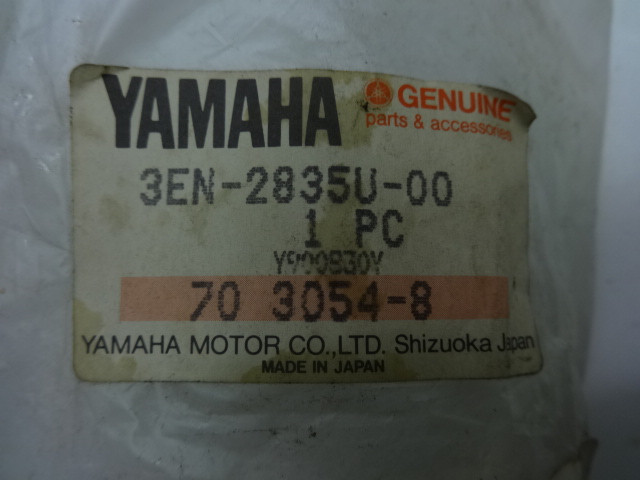 YAMAHA GENUINE
parts & accessories
3EN-2835U-00
1 PC
Y900830Y
70 3054-8
YAMAHA MOTOR CO.,LTD. Shizuoka Japan
MADE IN JAPAN